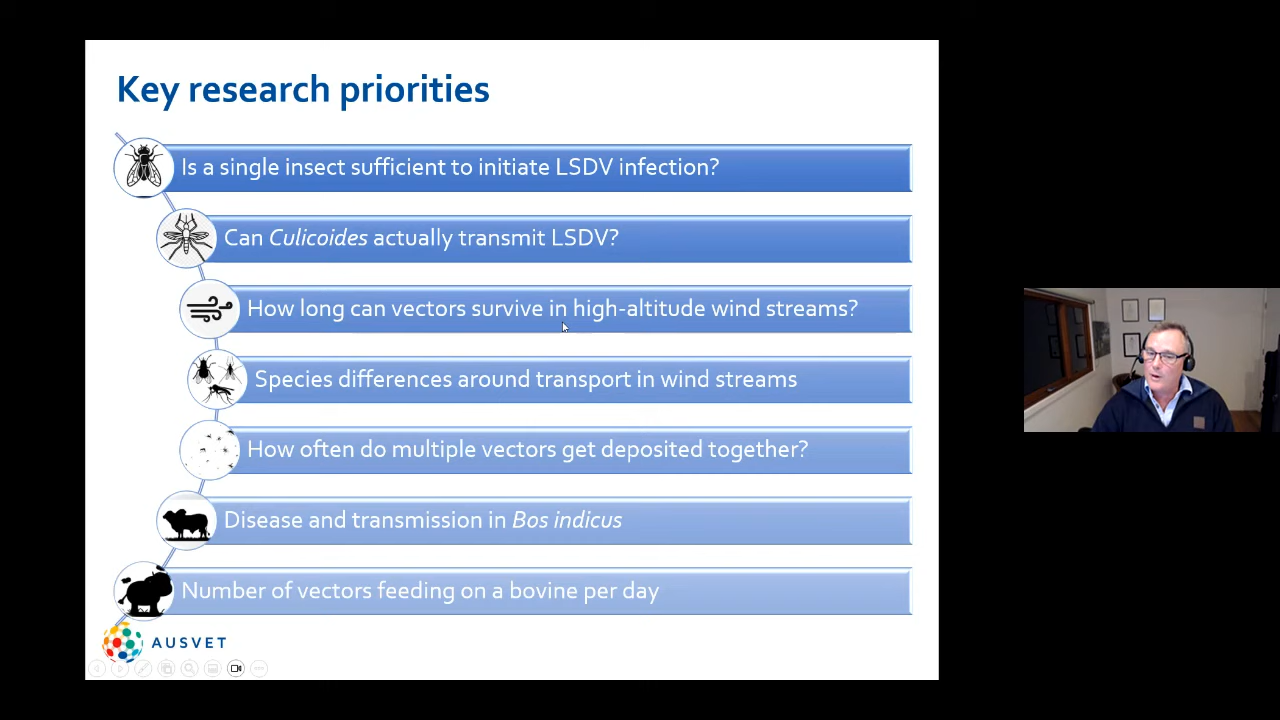 Key research priorities
Is a single insect sufficient to initiate LSDV infection?
Can Culicoides actually transmit LSDV?
How long can vectors survive in high-altitude wind streams?
Species differences around transport in wind streams
How often do multiple vectors get deposited together?
Disease and transmission in Bos indicus
Number of vectors feeding on a bovine per day
AUSVET